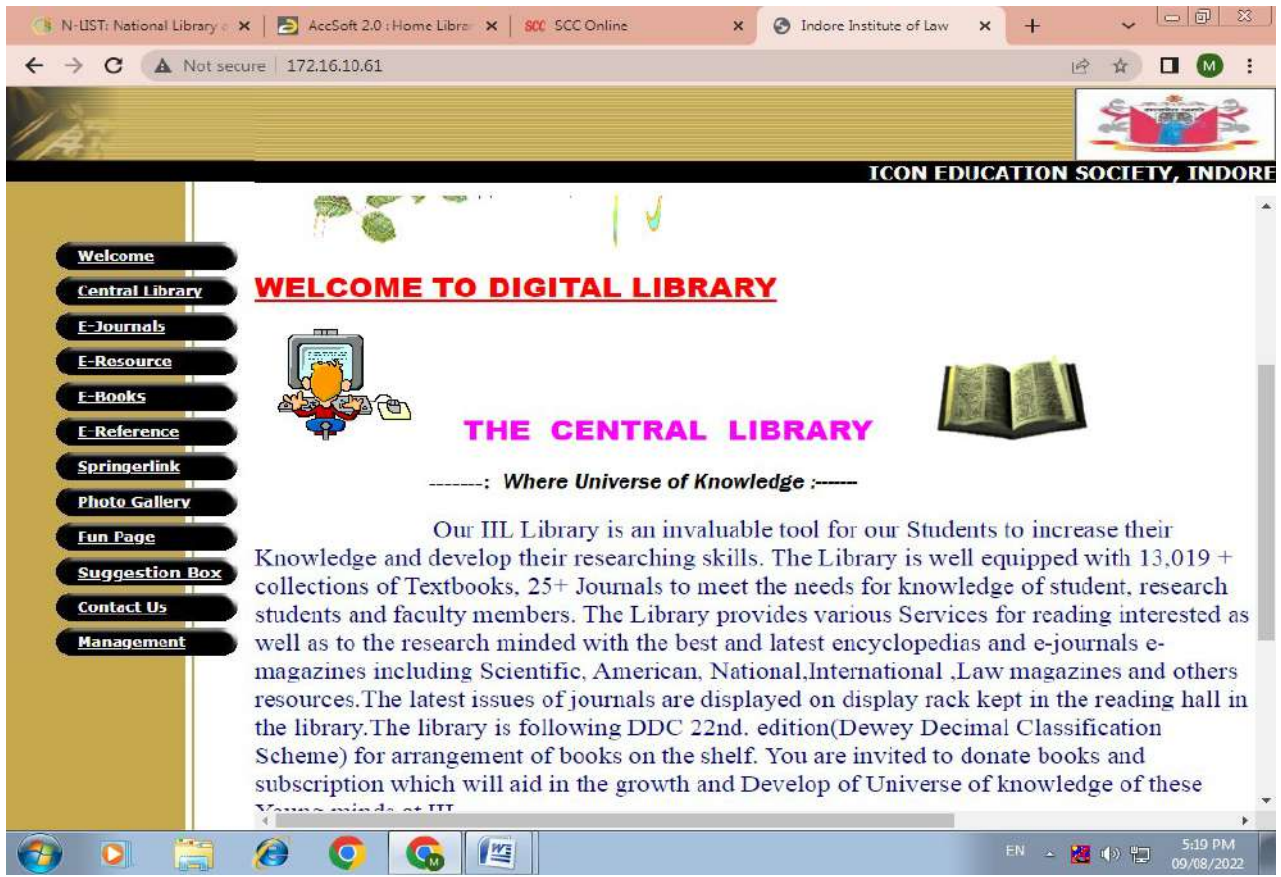 N-LIST: National Library o
AccSoft 2.0 : Home Librar
SCC SCC Online
Indore Institute of Law
Not secure 172.16.10.61
M
ICON EDUCATION SOCIETY, INDORE
Welcome
Central Library
E-Journals
E-Resource
E-Books
E-Reference
Springerlink
Photo Gallery
Fun Page
Suggestion Box
Contact Us
Management
WELCOME TO DIGITAL LIBRARY
THE CENTRAL LIBRARY
-------: Where Universe of Knowledge :-------
Our IIL Library is an invaluable tool for our Students to increase their
Knowledge and develop their researching skills. The Library is well equipped with 13,019 +
collections of Textbooks, 25+ Journals to meet the needs for knowledge of student, research
students and faculty members. The Library provides various Services for reading interested as
well as to the research minded with the best and latest encyclopedias and e-journals e-
magazines including Scientific, American, National,International ,Law magazines and others
resources.The latest issues of journals are displayed on display rack kept in the reading hall in
the library.The library is following DDC 22nd. edition(Dewey Decimal Classification
Scheme) for arrangement of books on the shelf. You are invited to donate books and
subscription which will aid in the growth and Develop of Universe of knowledge of these
Young minds at IIL
EN
5:19 PM
09/08/2022